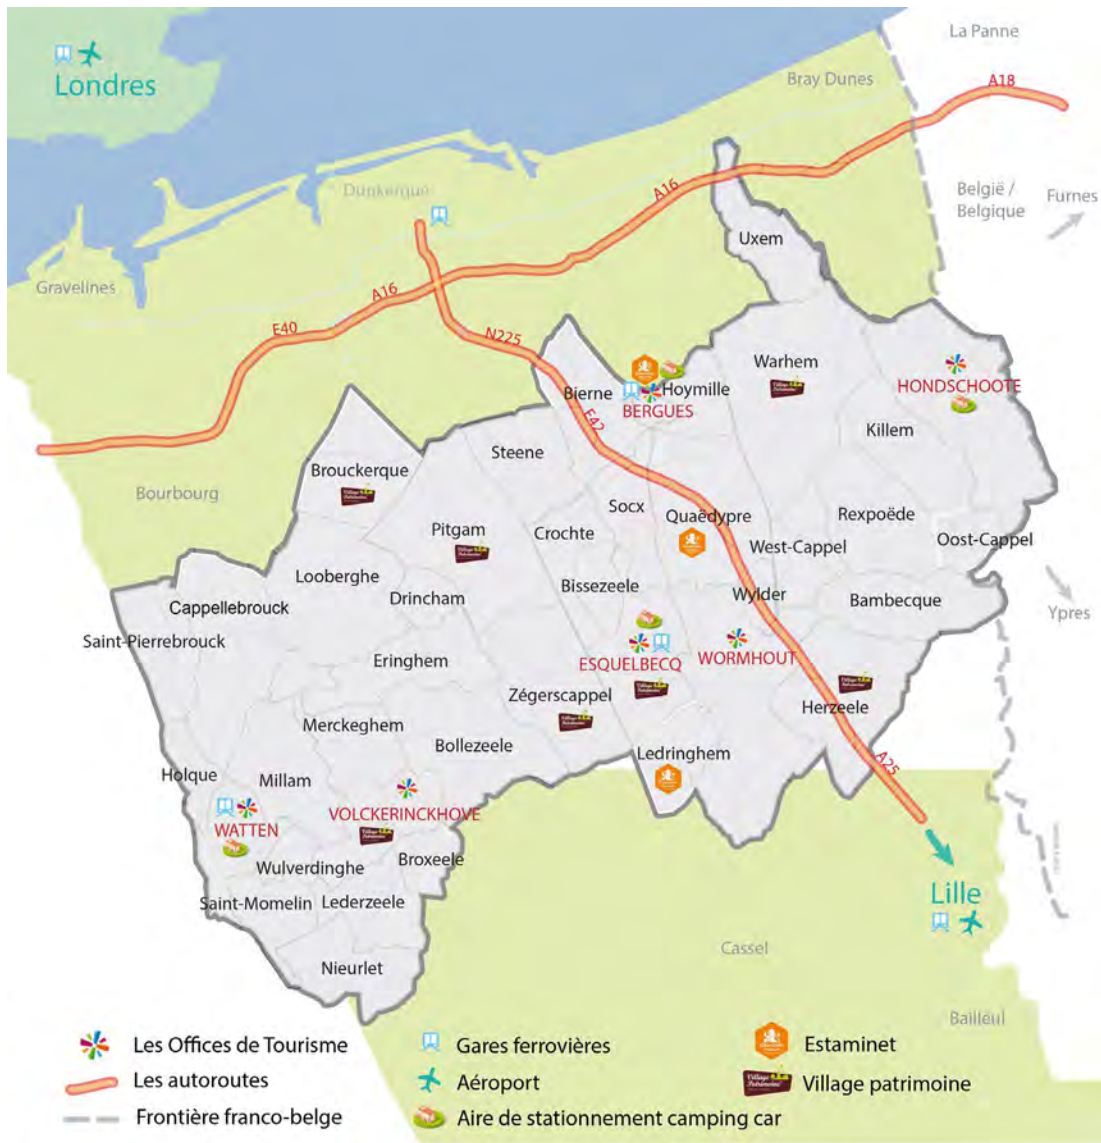 La Panne
Londres
Bray Dunes
A18
Dunkerque
A16
België /
Belgique
Furnes
Uxem
Gravelines
A16
E40
N225
Warhem
HONDSCHOOTE
Bierne
Hoymille
BERGUES
E42
Killem
Steene
Brouckerque
Bourbourg
Socx
Quaëdypre
Rexpoëde
Pitgam
Crochte
West-Cappel
Oost-Cappel
Looberghe
Drincham
Bissezeele
Wylder
Bambecque
Cappellebrouck
Ypres
Saint-Pierrebrouck
Eringhem
ESQUELBECQ
WORMHOUT
Zégerscappel
Herzeele
Merckeghem
Bollezeele
Ledringhem
A25
Holque
Millam
VOLCKERINCKHOVE
WATTEN
Wulverdinghe
Broxeele
Saint-Momelin
Lederzeele
Lille
Cassel
Nieurlet
Bailleul
Les Offices de Tourisme
Gares ferrovières
Estaminet
Les autoroutes
Aéroport
Village
Patrimoine
Village patrimoine
Frontière franco-belge
Aire de stationnement camping car